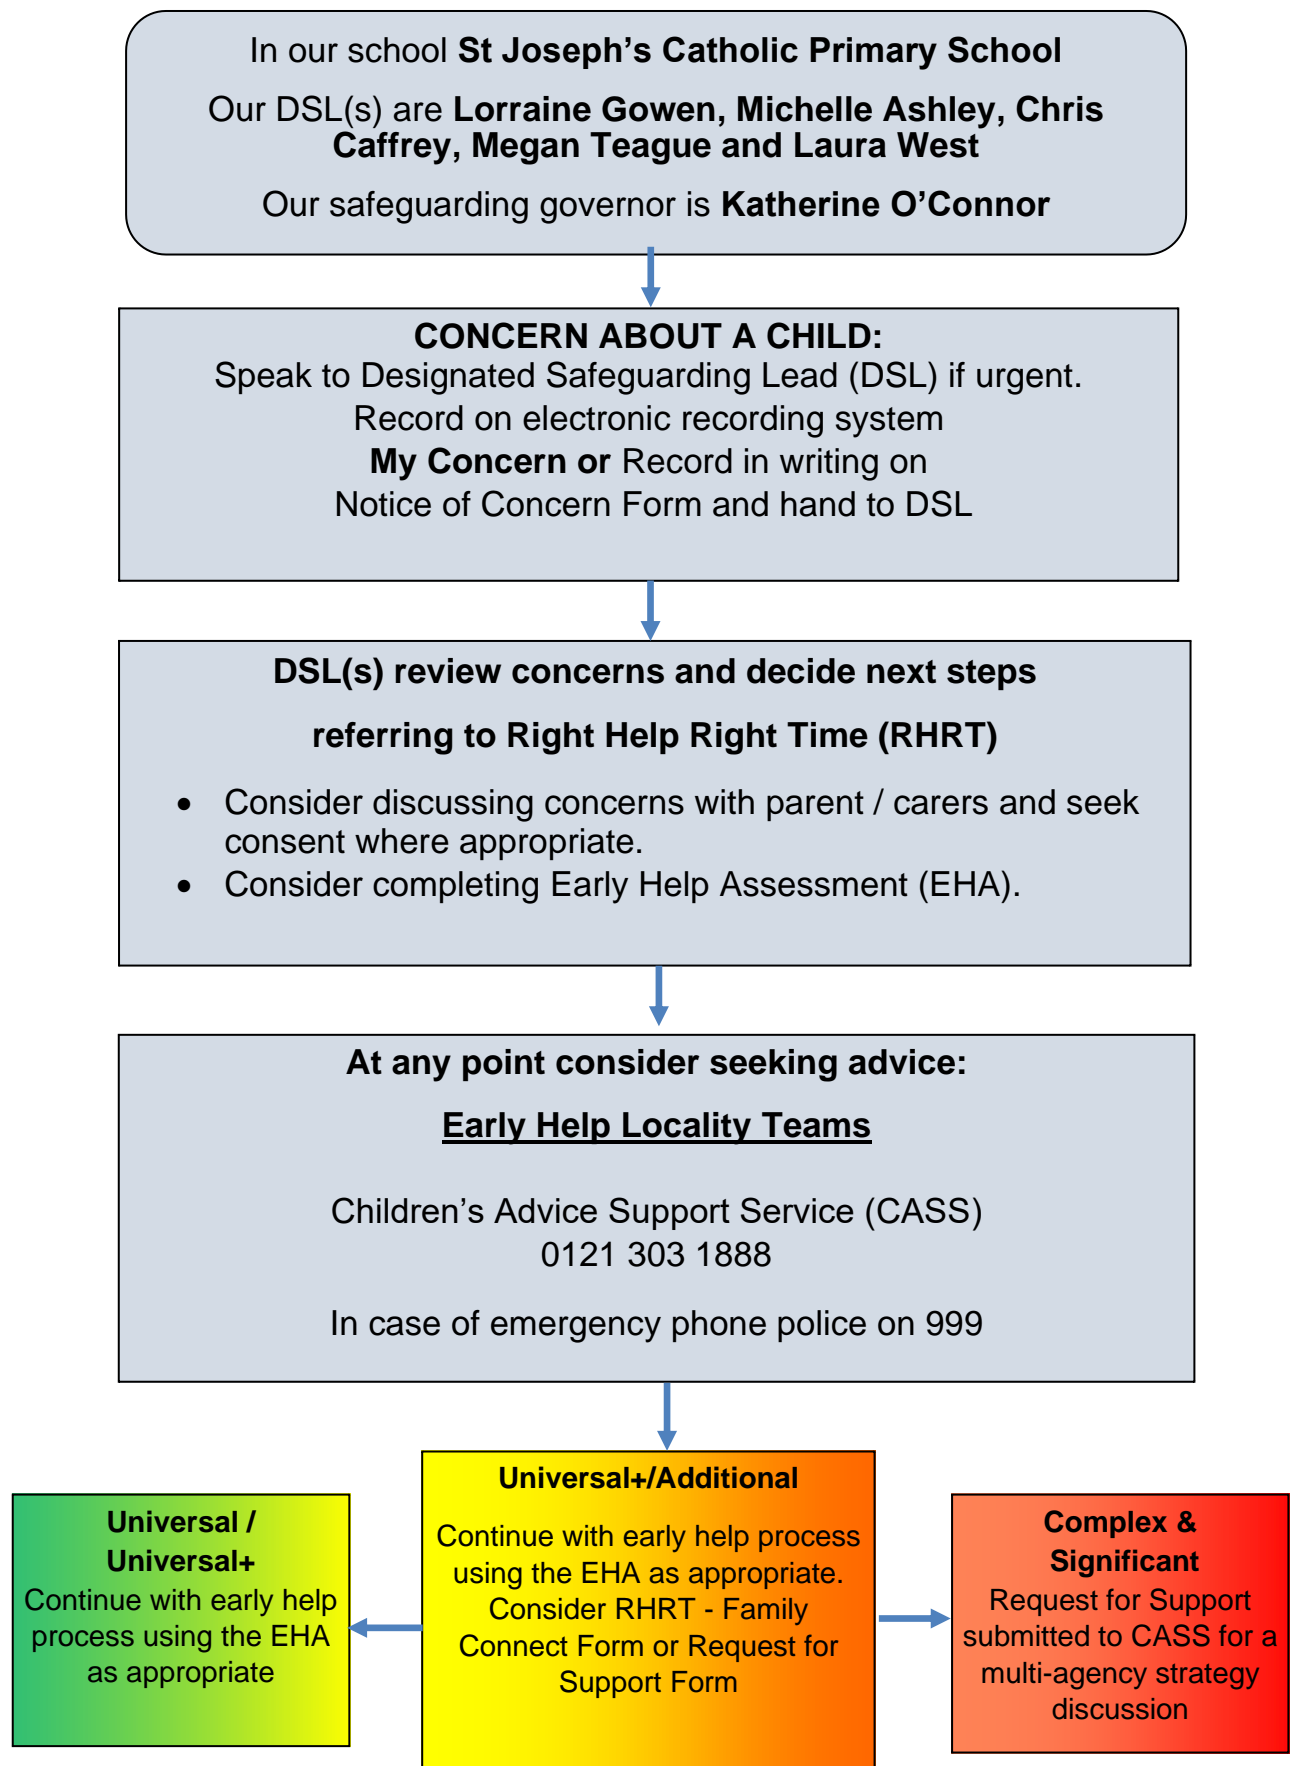 In our school St Joseph’s Catholic Primary School
Our DSL(s) are Lorraine Gowen, Michelle Ashley, Chris
Caffrey, Megan Teague and Laura West
Our safeguarding governor is Katherine O’Connor
CONCERN ABOUT A CHILD:
Speak to Designated Safeguarding Lead (DSL) if urgent.
Record on electronic recording system
My Concern or Record in writing on
Notice of Concern Form and hand to DSL
DSL(s) review concerns and decide next steps
referring to Right Help Right Time (RHRT)
• Consider discussing concerns with parent / carers and seek
consent where appropriate.
• Consider completing Early Help Assessment (EHA).
At any point consider seeking advice:
Early Help Locality Teams
Children’s Advice Support Service (CASS)
0121 303 1888
In case of emergency phone police on 999
Universal /
Universal+
Continue with early help
process using the EHA
as appropriate
Universal+/Additional
Continue with early help process
using the EHA as appropriate.
Consider RHRT - Family
Connect Form or Request for
Support Form
Complex &
Significant
Request for Support
submitted to CASS for a
multi-agency strategy
discussion